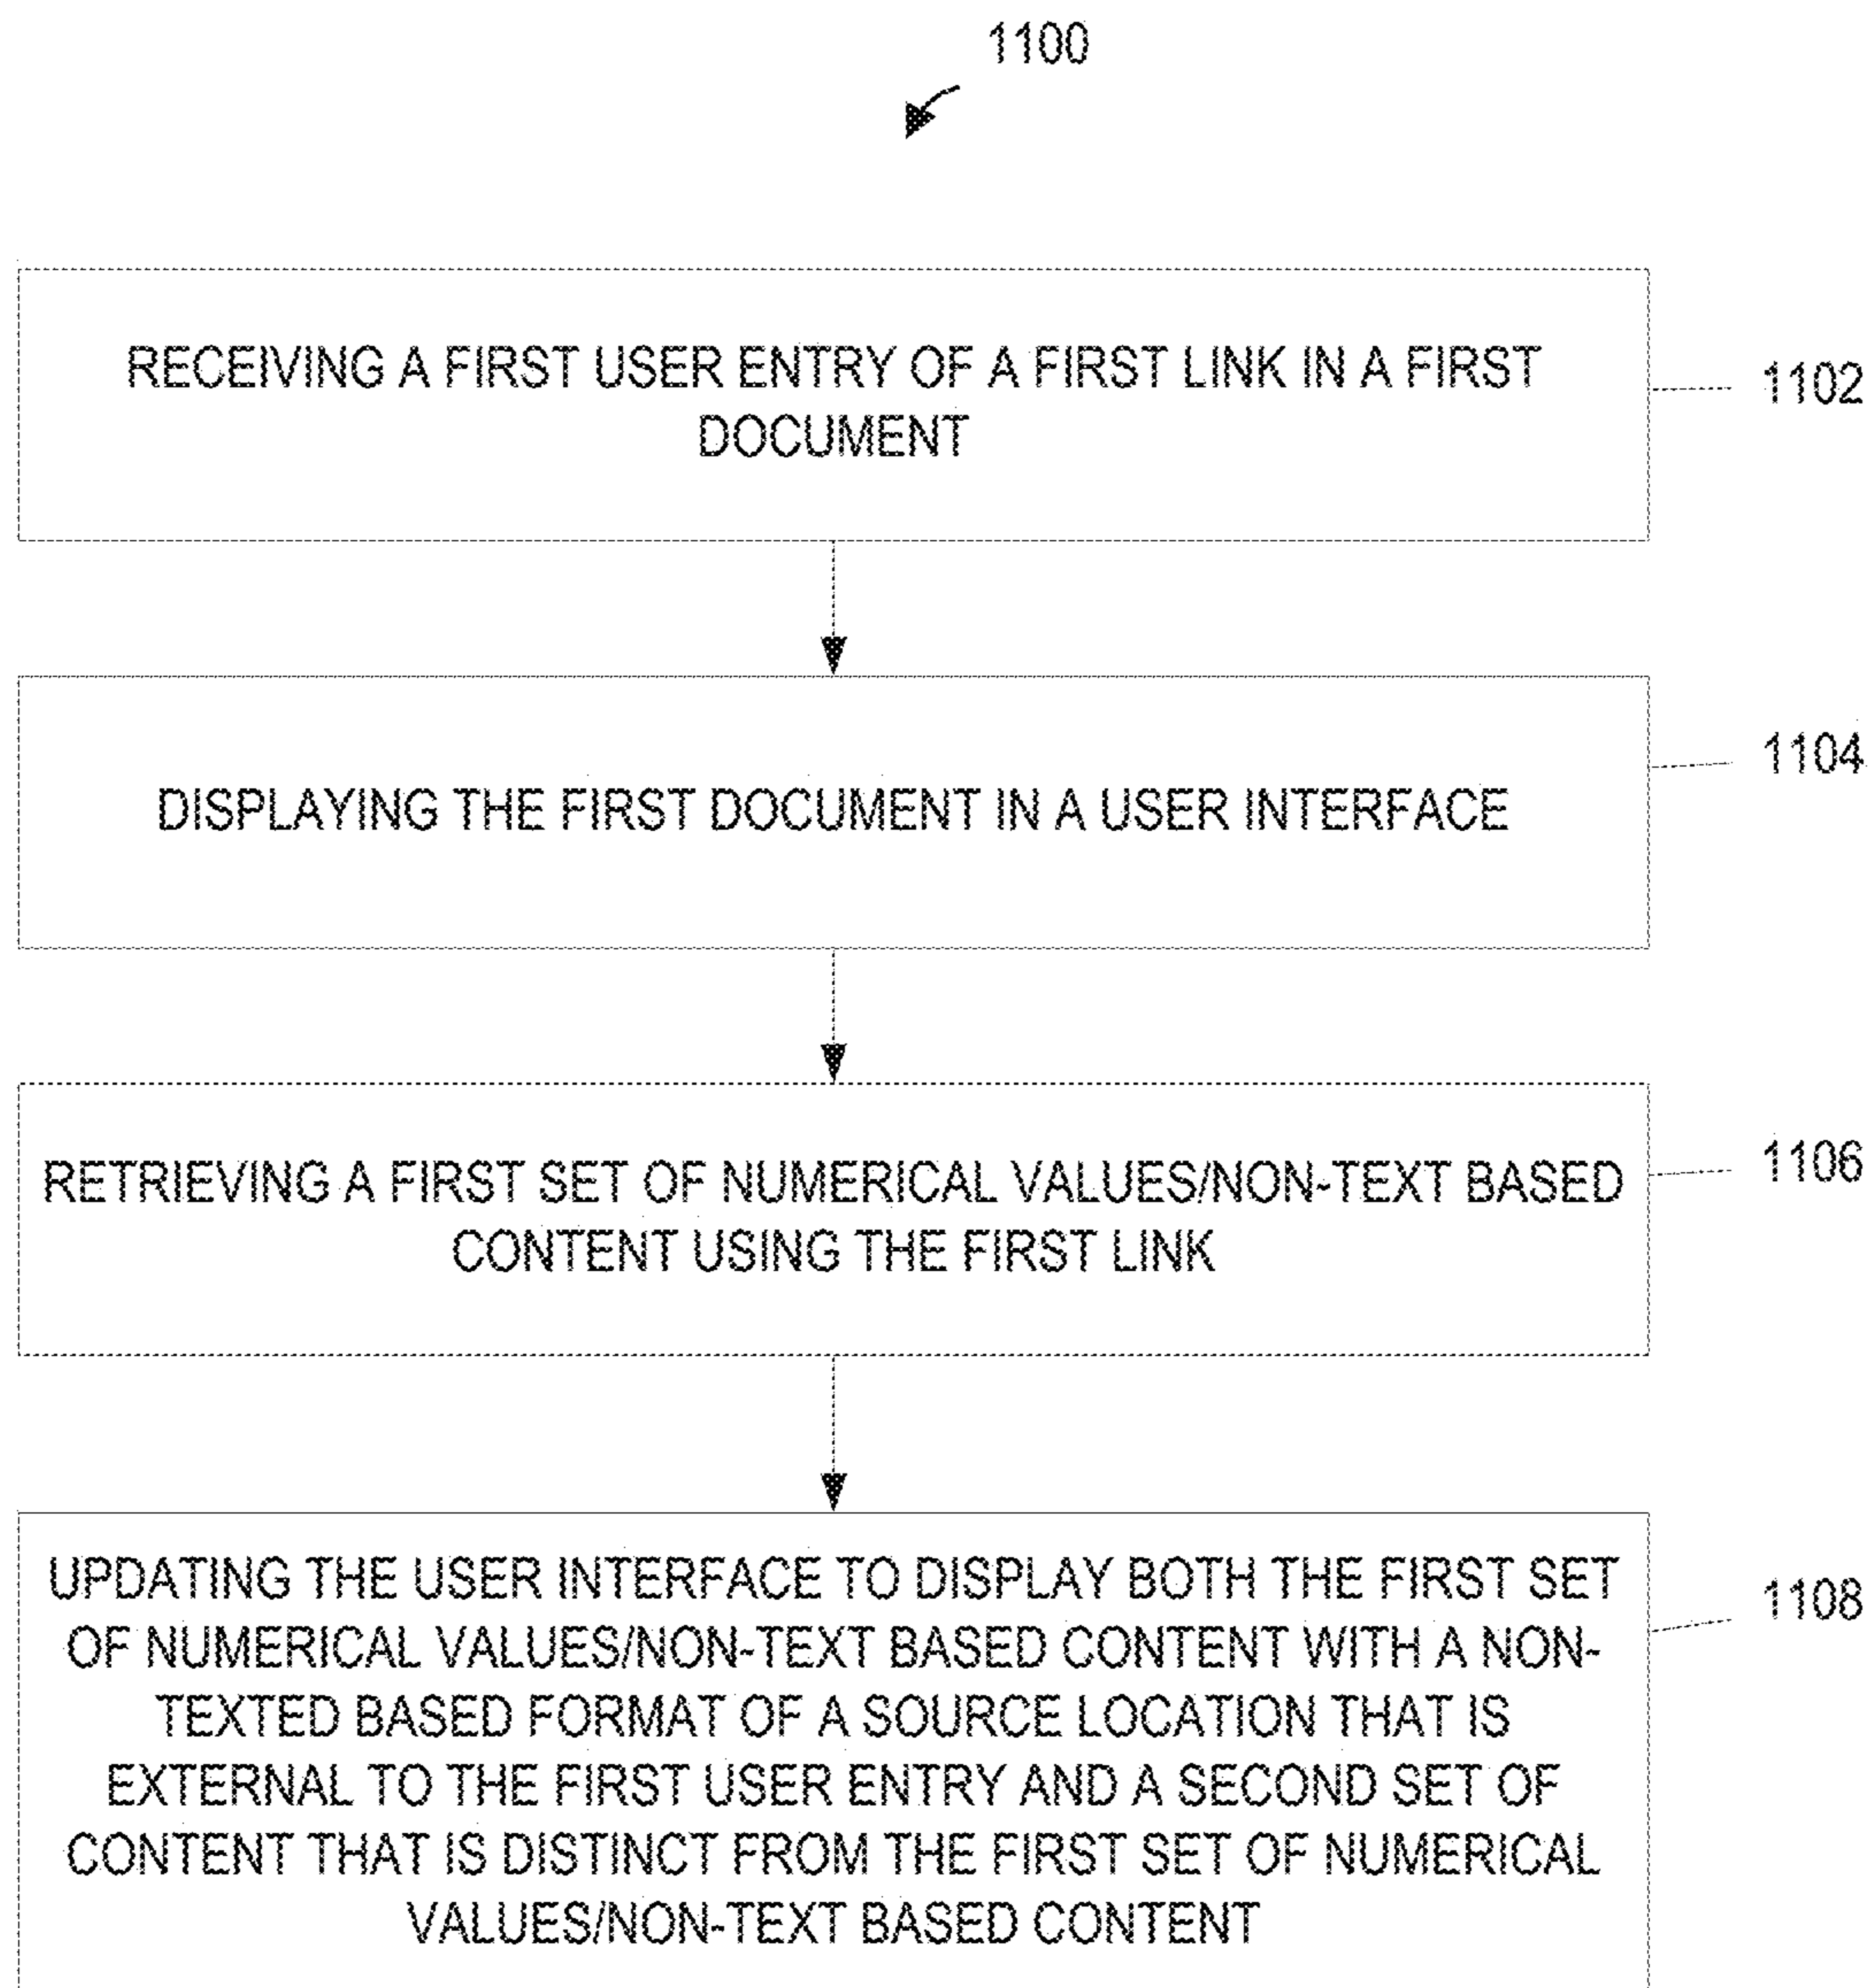 1100
RECEIVING A FIRST USER ENTRY OF A FIRST LINK IN A FIRST
DOCUMENT
1102
DISPLAYING THE FIRST DOCUMENT IN A USER INTERFACE
1104
RETRIEVING A FIRST SET OF NUMERICAL VALUES/NON-TEXT BASED
CONTENT USING THE FIRST LINK
1106
UPDATING THE USER INTERFACE TO DISPLAY BOTH THE FIRST SET
OF NUMERICAL VALUES/NON-TEXT BASED CONTENT WITH A NON-
TEXTED BASED FORMAT OF A SOURCE LOCATION THAT IS
EXTERNAL TO THE FIRST USER ENTRY AND A SECOND SET OF
CONTENT THAT IS DISTINCT FROM THE FIRST SET OF NUMERICAL
VALUES/NON-TEXT BASED CONTENT
1108